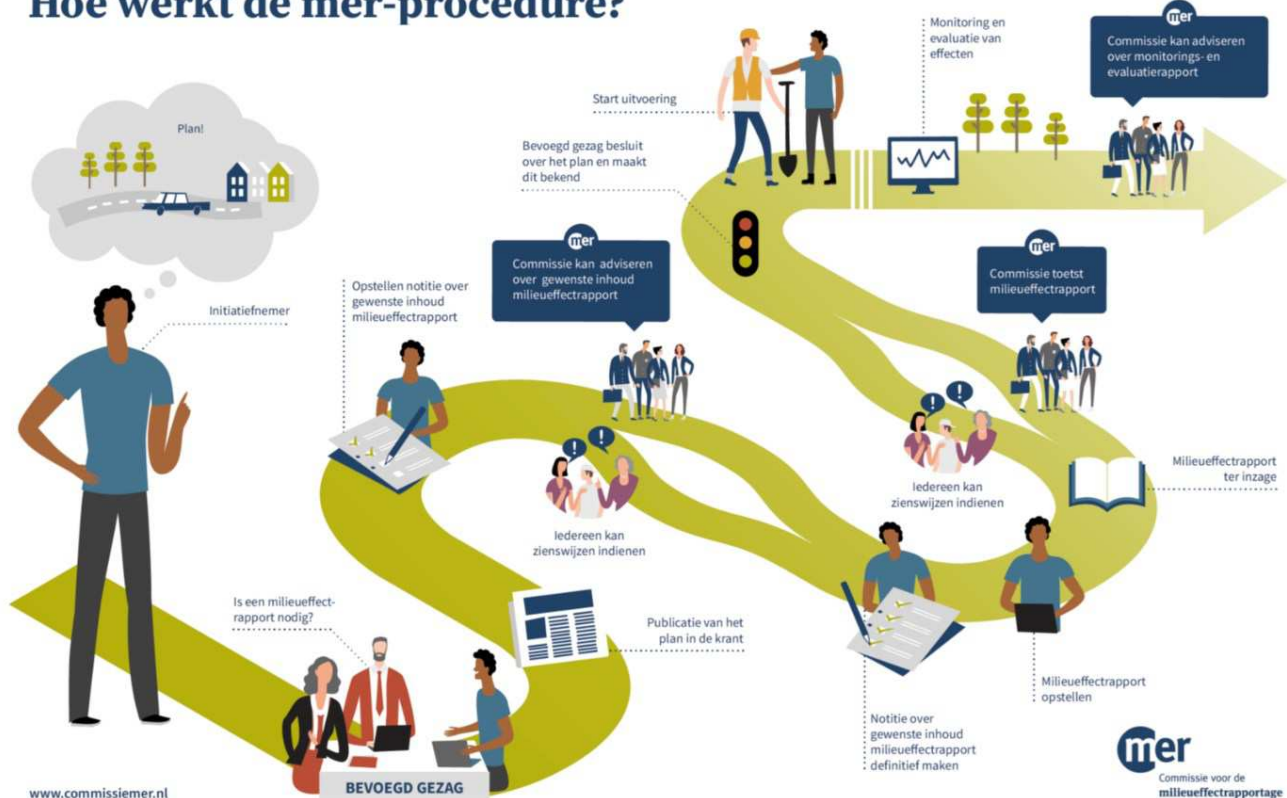 Hoe werkt de mer-procedure?
Plan!
Initiatiefnemer
Is een milieueffect-
rapport nodig?
BEVOEGD GEZAG
Publicatie van het
plan in de krant
Opstellen notitie over
gewenste inhoud
milieueffectrapport
mer
Commissie kan adviseren
over gewenste inhoud
milieueffectrapport
Iedereen kan
zienswijzen indienen
Notitie over
gewenste inhoud
milieueffectrapport
definitief maken
Milieueffectrapport
opstellen
Milieueffectrapport
ter inzage
mer
Commissie toetst
milieueffectrapport
Iedereen kan
zienswijzen indienen
Bevoegd gezag besluit
over het plan en maakt
dit bekend
Start uitvoering
Monitoring en
evaluatie van
effecten
mer
Commissie kan adviseren
over monitorings- en
evaluatierapport
www.commissiemer.nl
mer
Commissie voor de
milieueffectrapportage